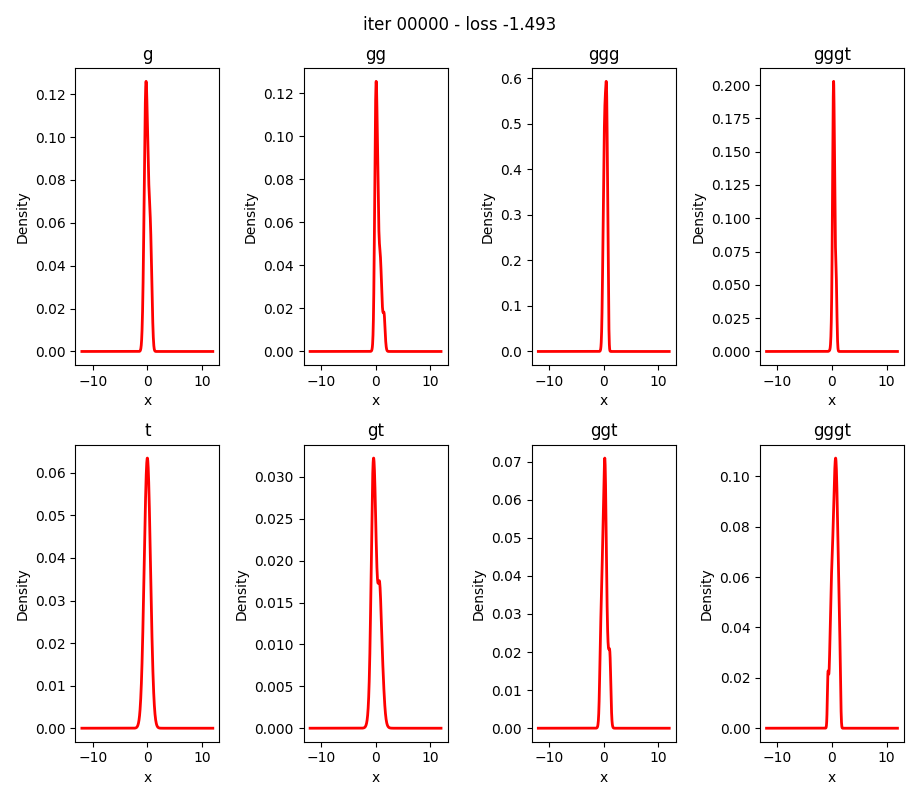 iter 00000 - loss -1.493
g gg ggg gggt
0.12 0.10 0.08 0.06 0.04 0.02 0.00
Density
−10 0 10
x
0.12 0.10 0.08 0.06 0.04 0.02 0.00
Density
−10 0 10
x
0.6 0.5 0.4 0.3 0.2 0.1 0.0
Density
−10 0 10
x
0.200 0.175 0.150 0.125 0.100 0.075 0.050 0.025 0.000
Density
−10 0 10
x
t gt ggt gggt
0.06 0.05 0.04 0.03 0.02 0.01 0.00
Density
−10 0 10
x
0.030 0.025 0.020 0.015 0.010 0.005 0.000
Density
−10 0 10
x
0.07 0.06 0.05 0.04 0.03 0.02 0.01 0.00
Density
−10 0 10
x
0.10 0.08 0.06 0.04 0.02 0.00
Density
−10 0 10
x